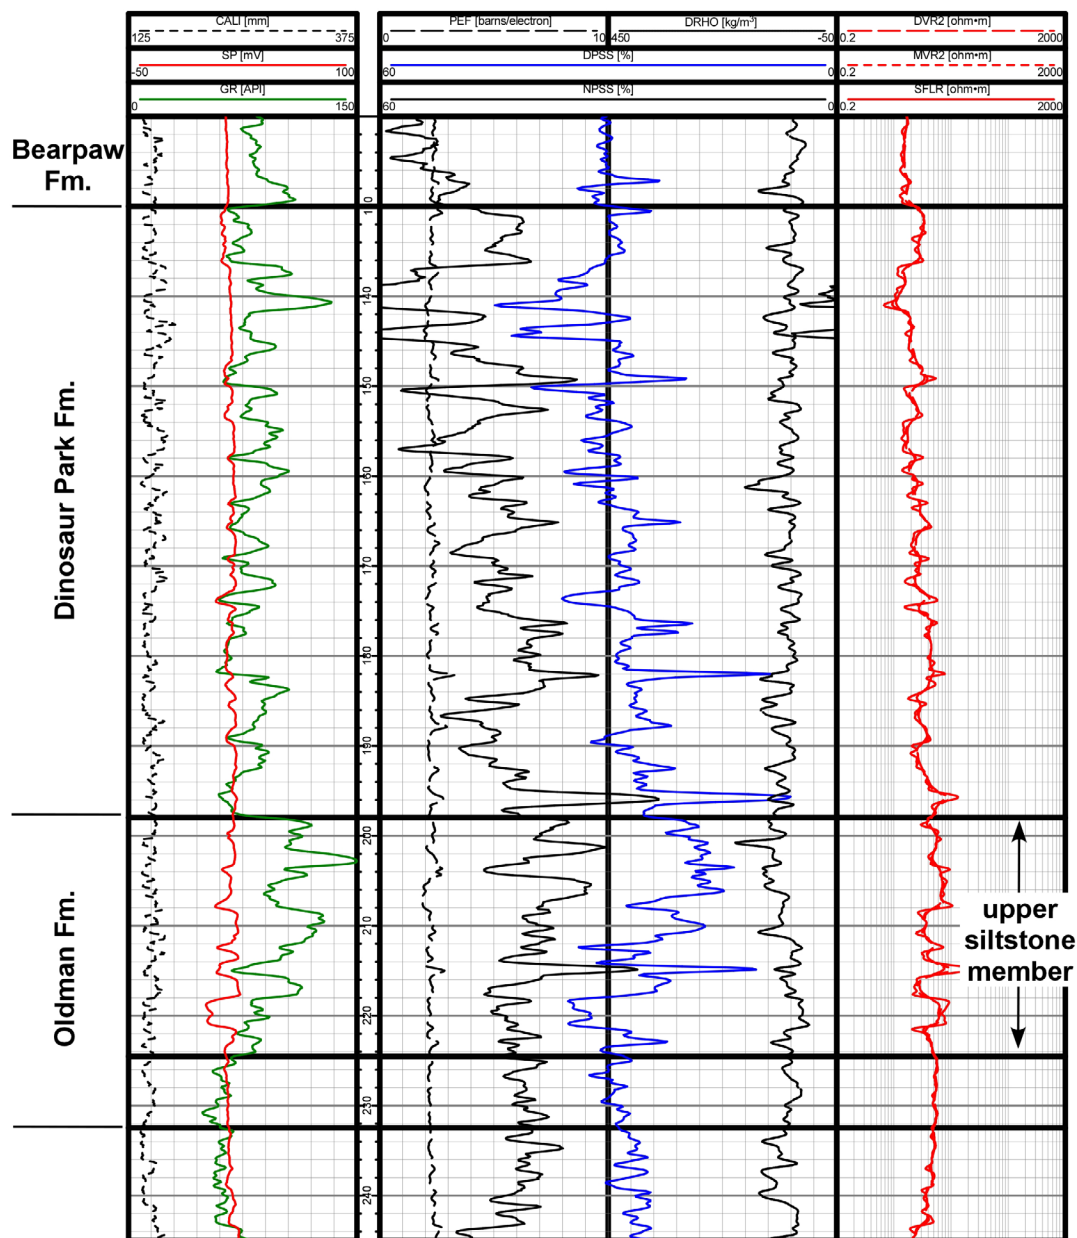 CALI [mm]
125 375
SP [mV]
-50 100
GR [API]
0 150
PEF [barns/electron]
0 10
DRHO [kg/m³]
450 -50
DPSS [%]
60 0
NPSS [%]
60 0
DVR2 [ohm•m]
0.2 2000
MVR2 [ohm•m]
0.2 2000
SFLR [ohm•m]
0.2 2000
Bearpaw
Fm.
Dinosaur Park Fm.
Oldman Fm.
140
150
160
170
180
190
200
210
220
230
240
upper
siltstone
member